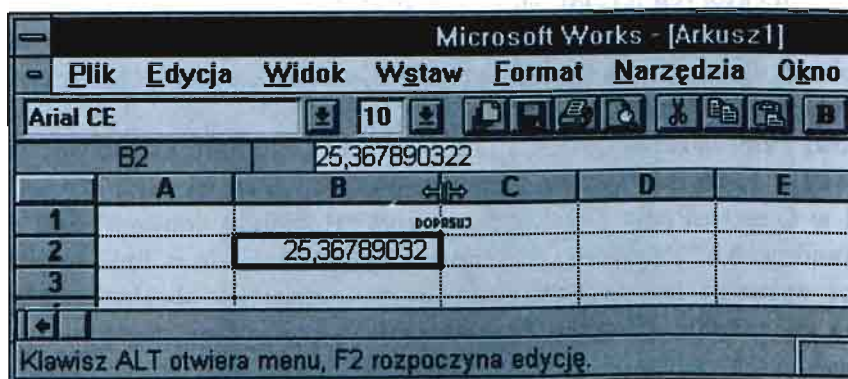 Microsoft Works - [Arkusz1]
Plik Edycja Widok Wstaw Format Narzędzia Okno
Arial CE 10 B
B2 25,367890322
A B C D E
1 DOPASUJ
2 25,36789032
3
Klawisz ALT otwiera menu, F2 rozpoczyna edycję.